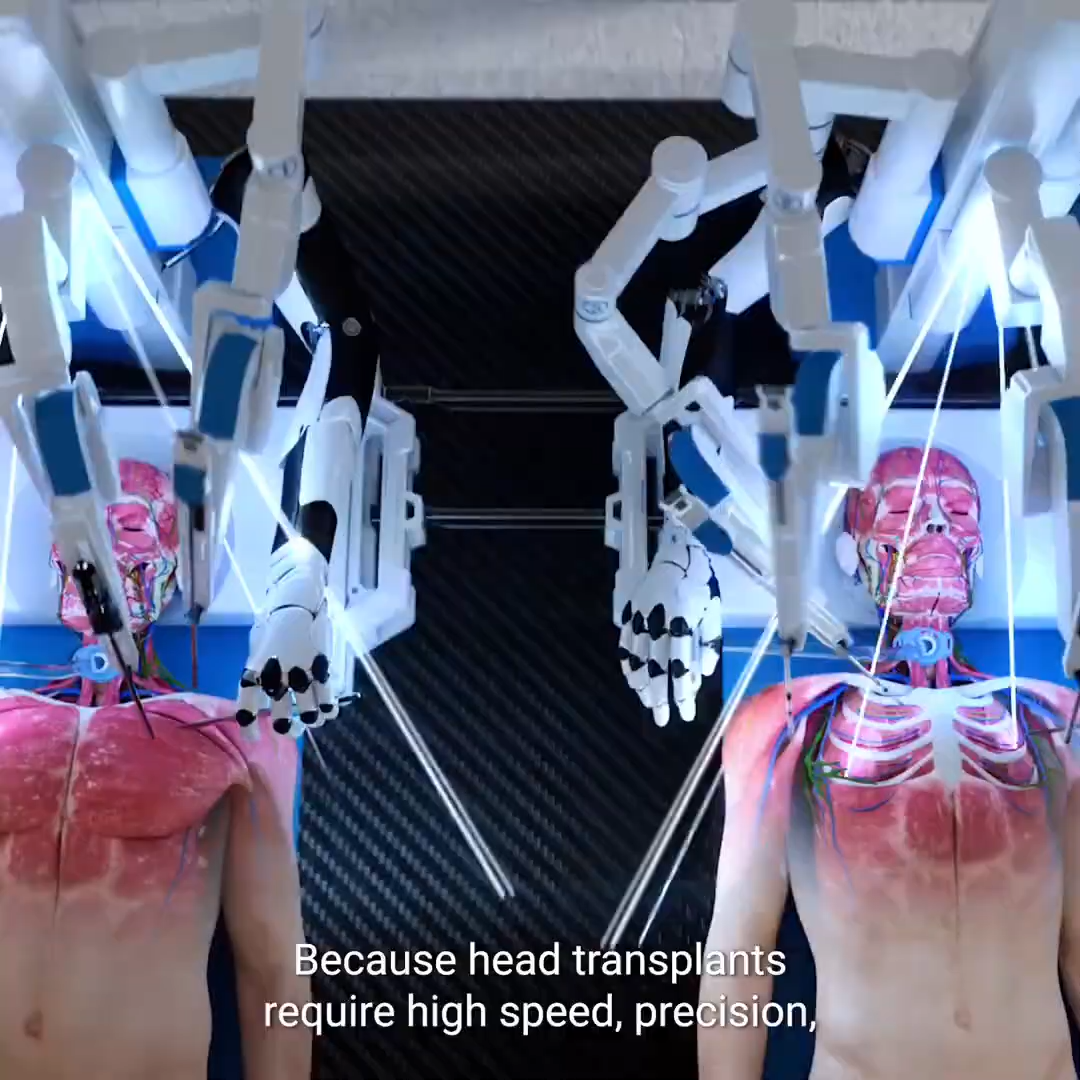 Because head transplants
require high speed, precision,